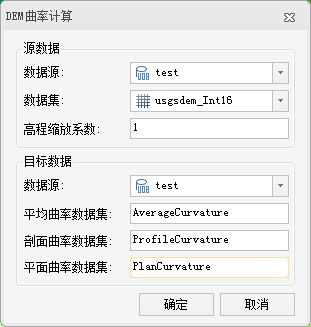 DEM曲率计算
源数据
数据源: test
数据集: usgsdem_Int16
高程缩放系数: 1
目标数据
数据源: test
平均曲率数据集: AverageCurvature
剖面曲率数据集: ProfileCurvature
平面曲率数据集: PlanCurvature
确定 取消